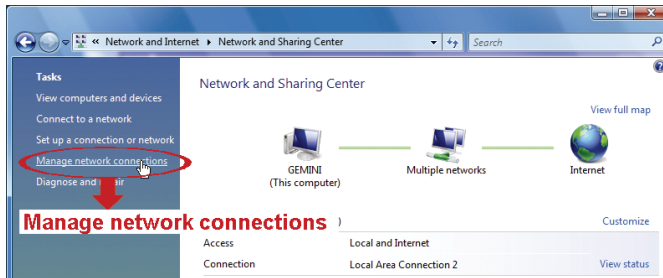 « Network and Internet ▸ Network and Sharing Center
Search
Tasks
View computers and devices
Connect to a network
Set up a connection or network
Manage network connections
Diagnose and
Network and Sharing Center
View full map
GEMINI
(This computer)
Multiple networks
Internet
Manage network connections
)
Customize
Access
Local and Internet
Connection
Local Area Connection 2
View status